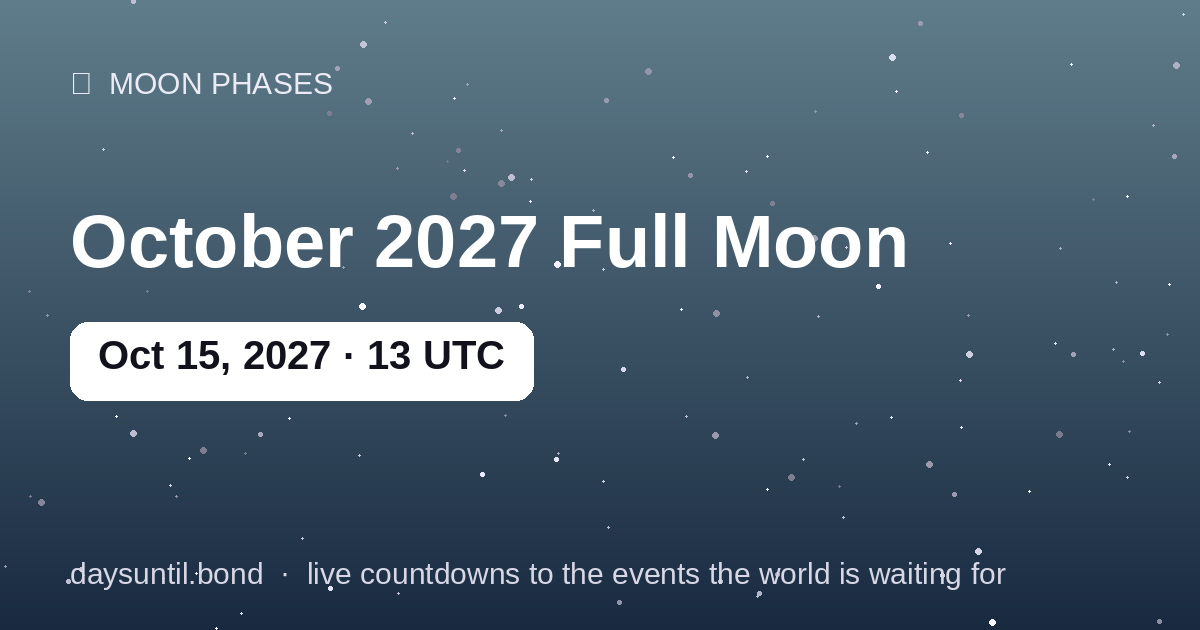 MOON PHASES
October 2027 Full Moon
Oct 15, 2027 · 13 UTC
daysuntil.bond · live countdowns to the events the world is waiting for